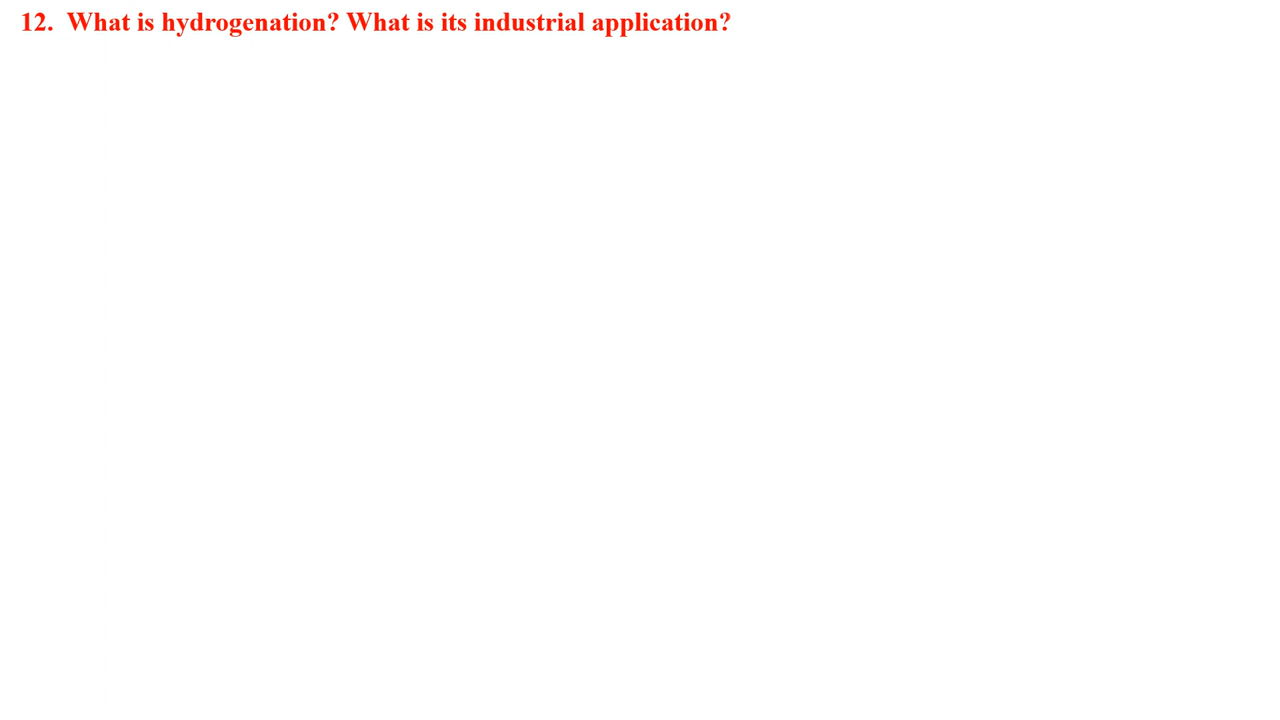 12. What is hydrogenation? What is its industrial application?